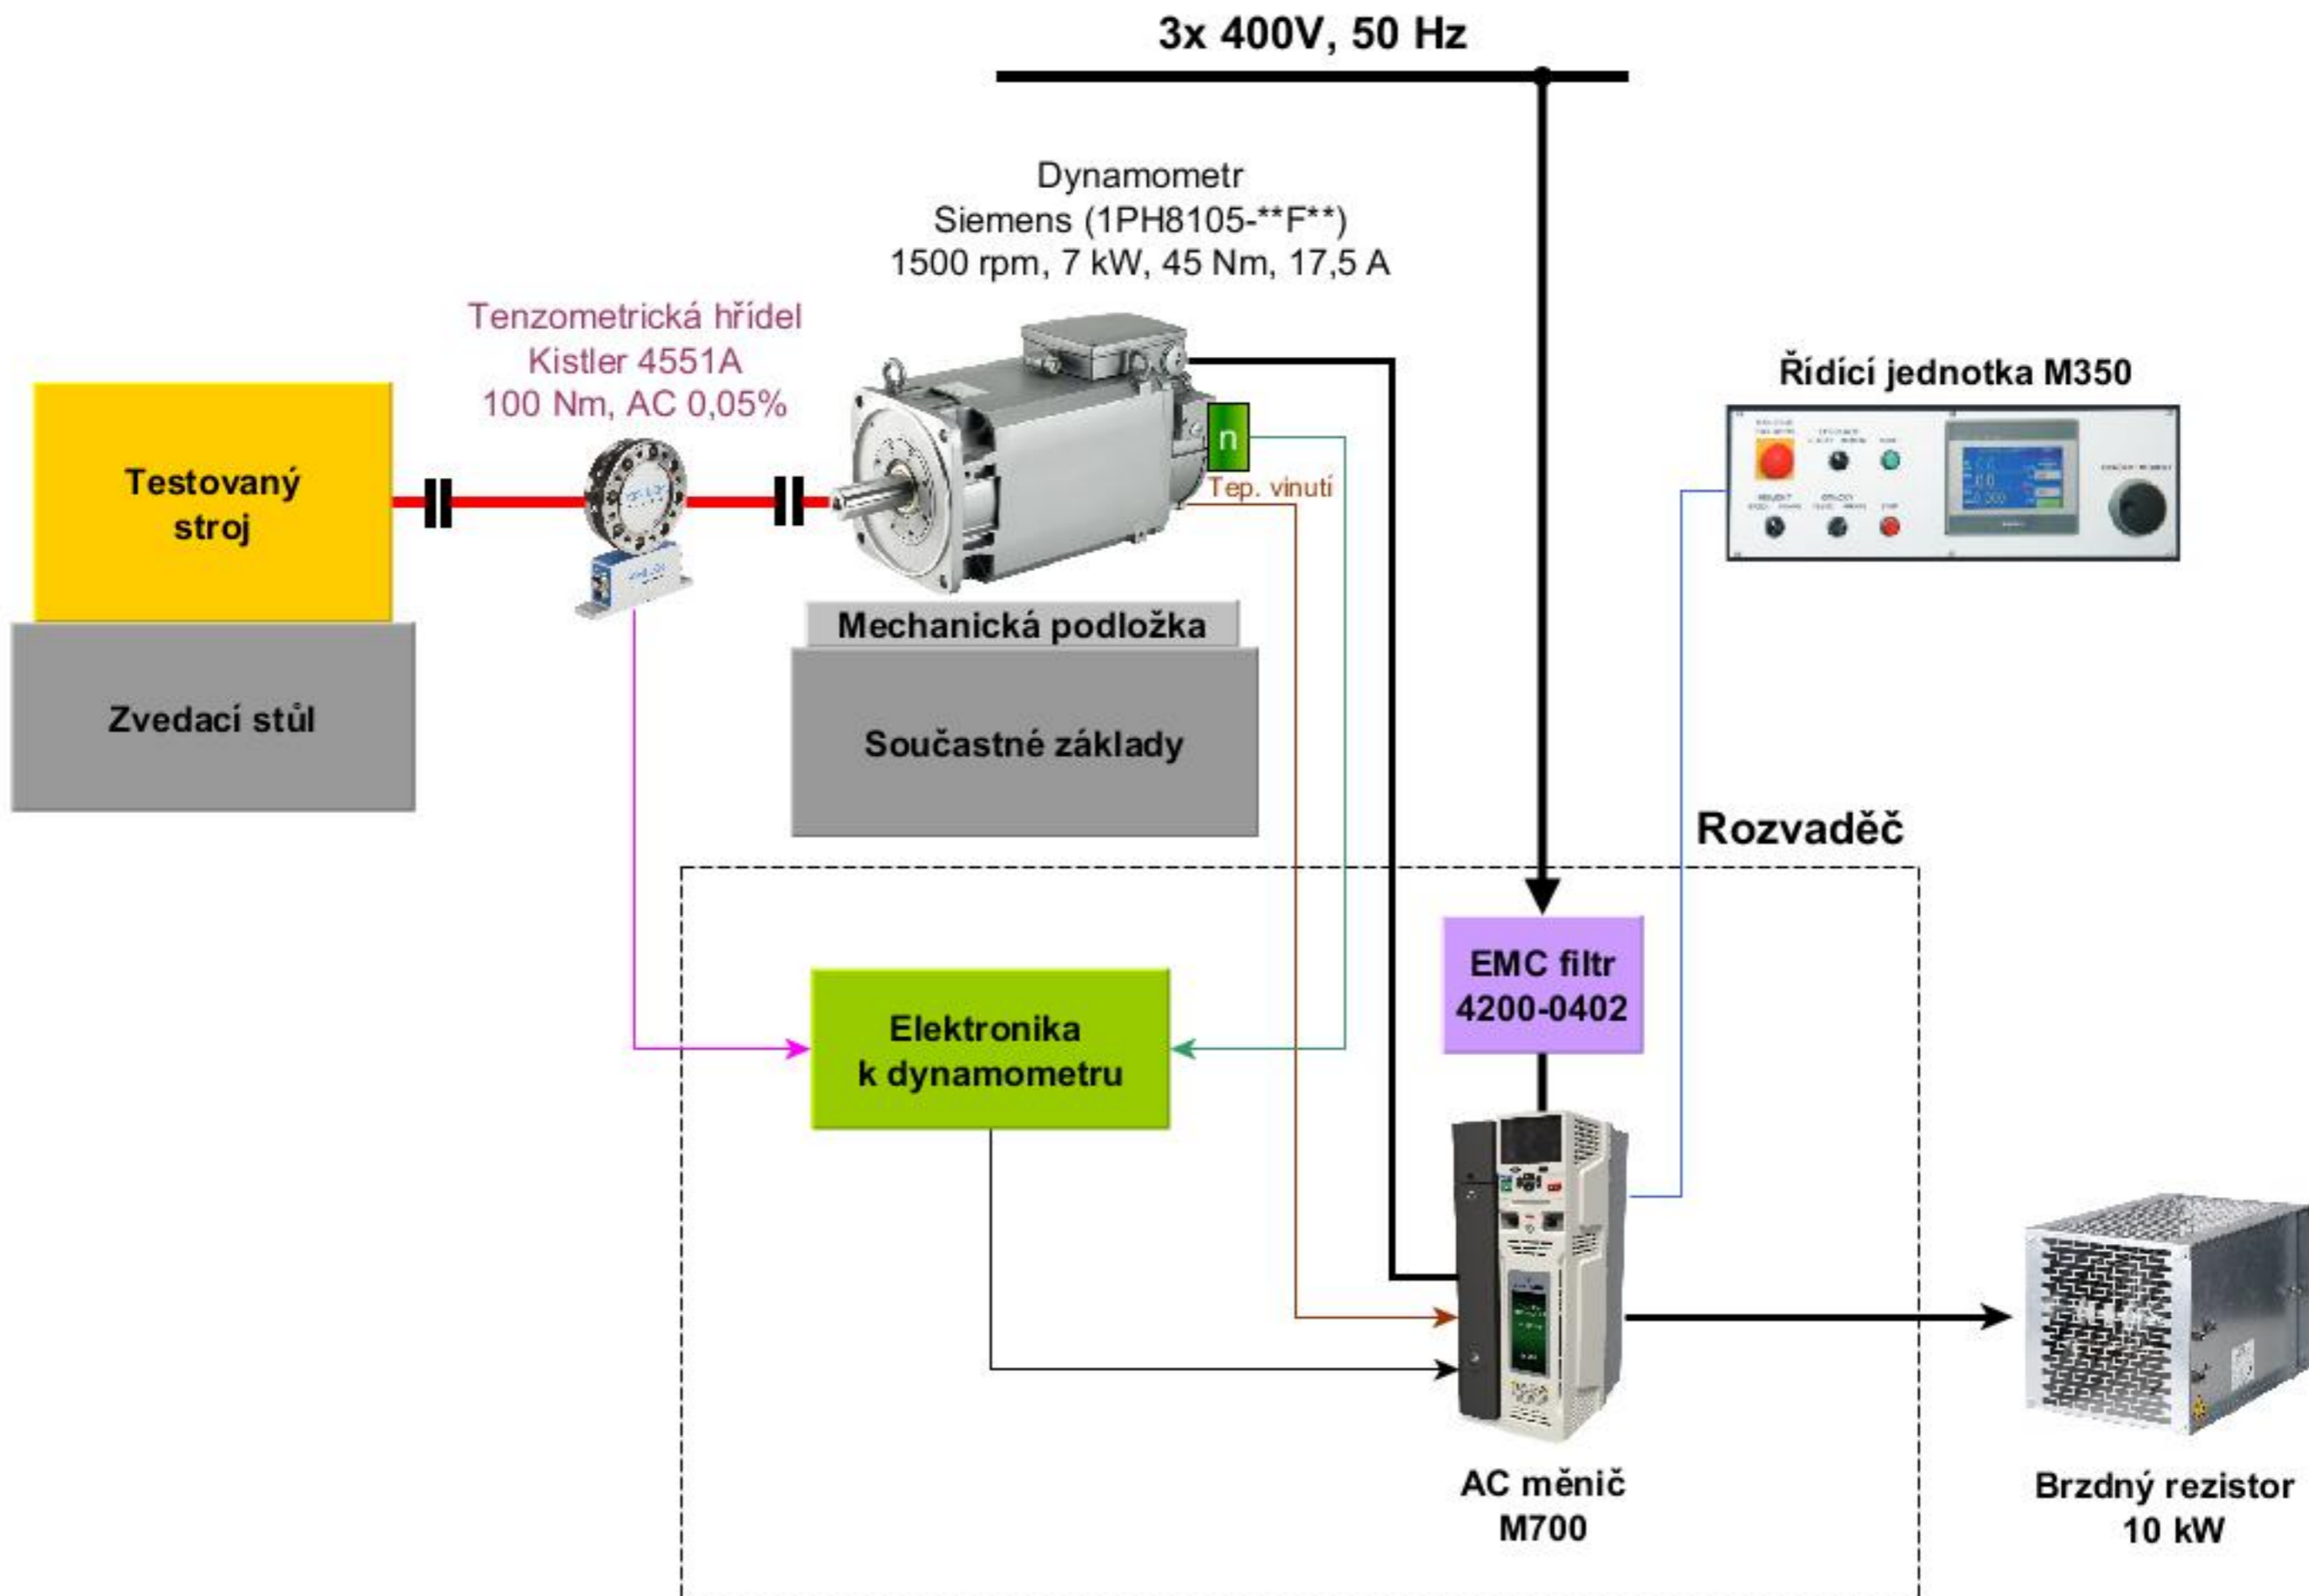 3x 400V, 50 Hz
Dynamometr
Siemens (1PH8105-**F**)
1500 rpm, 7 kW, 45 Nm, 17,5 A
Tenzometrická hřídel
Kistler 4551A
100 Nm, AC 0,05%
Řídící jednotka M350
n
Tep. vinutí
Testovaný
stroj
Mechanická podložka
Zvedací stůl
Součastné základy
Rozvaděč
EMC filtr
4200-0402
Elektronika
k dynamometru
AC měnič
M700
Brzdný rezistor
10 kW